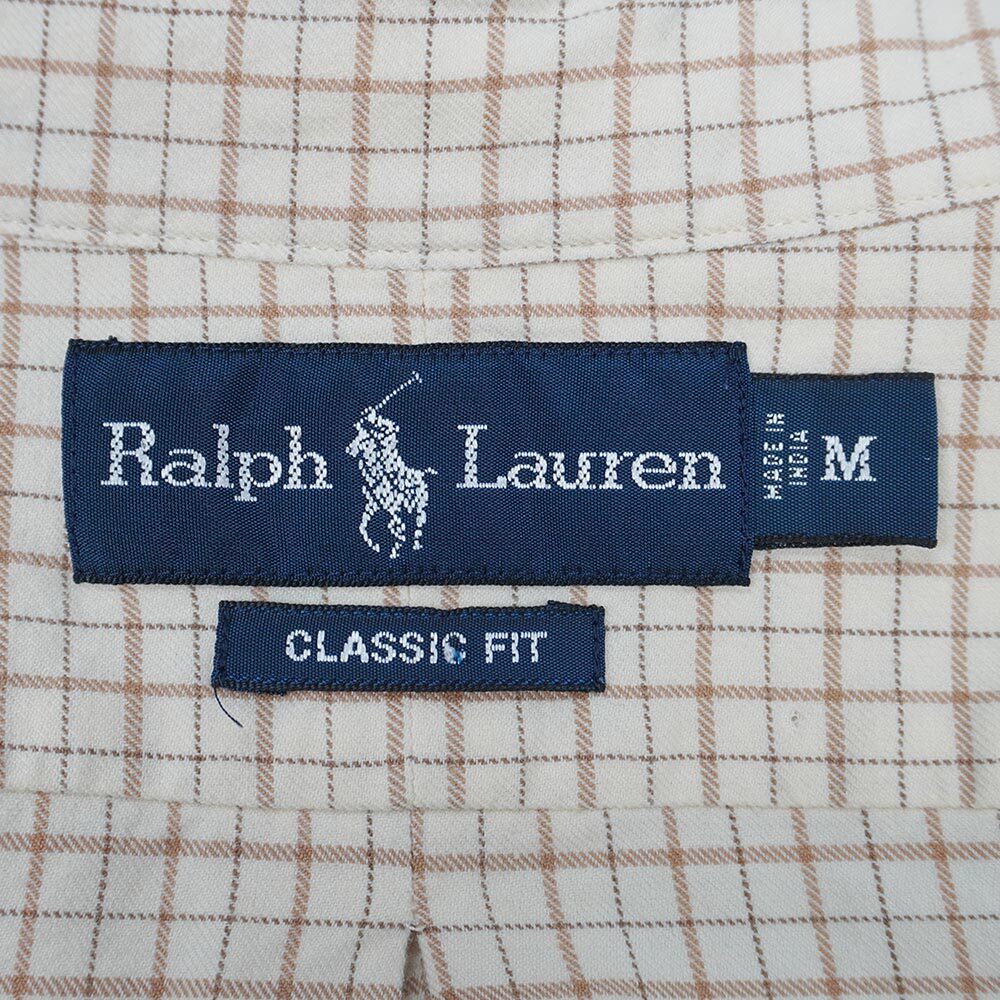 Ralph Lauren
MADE IN
INDIA
M
CLASSIC FIT